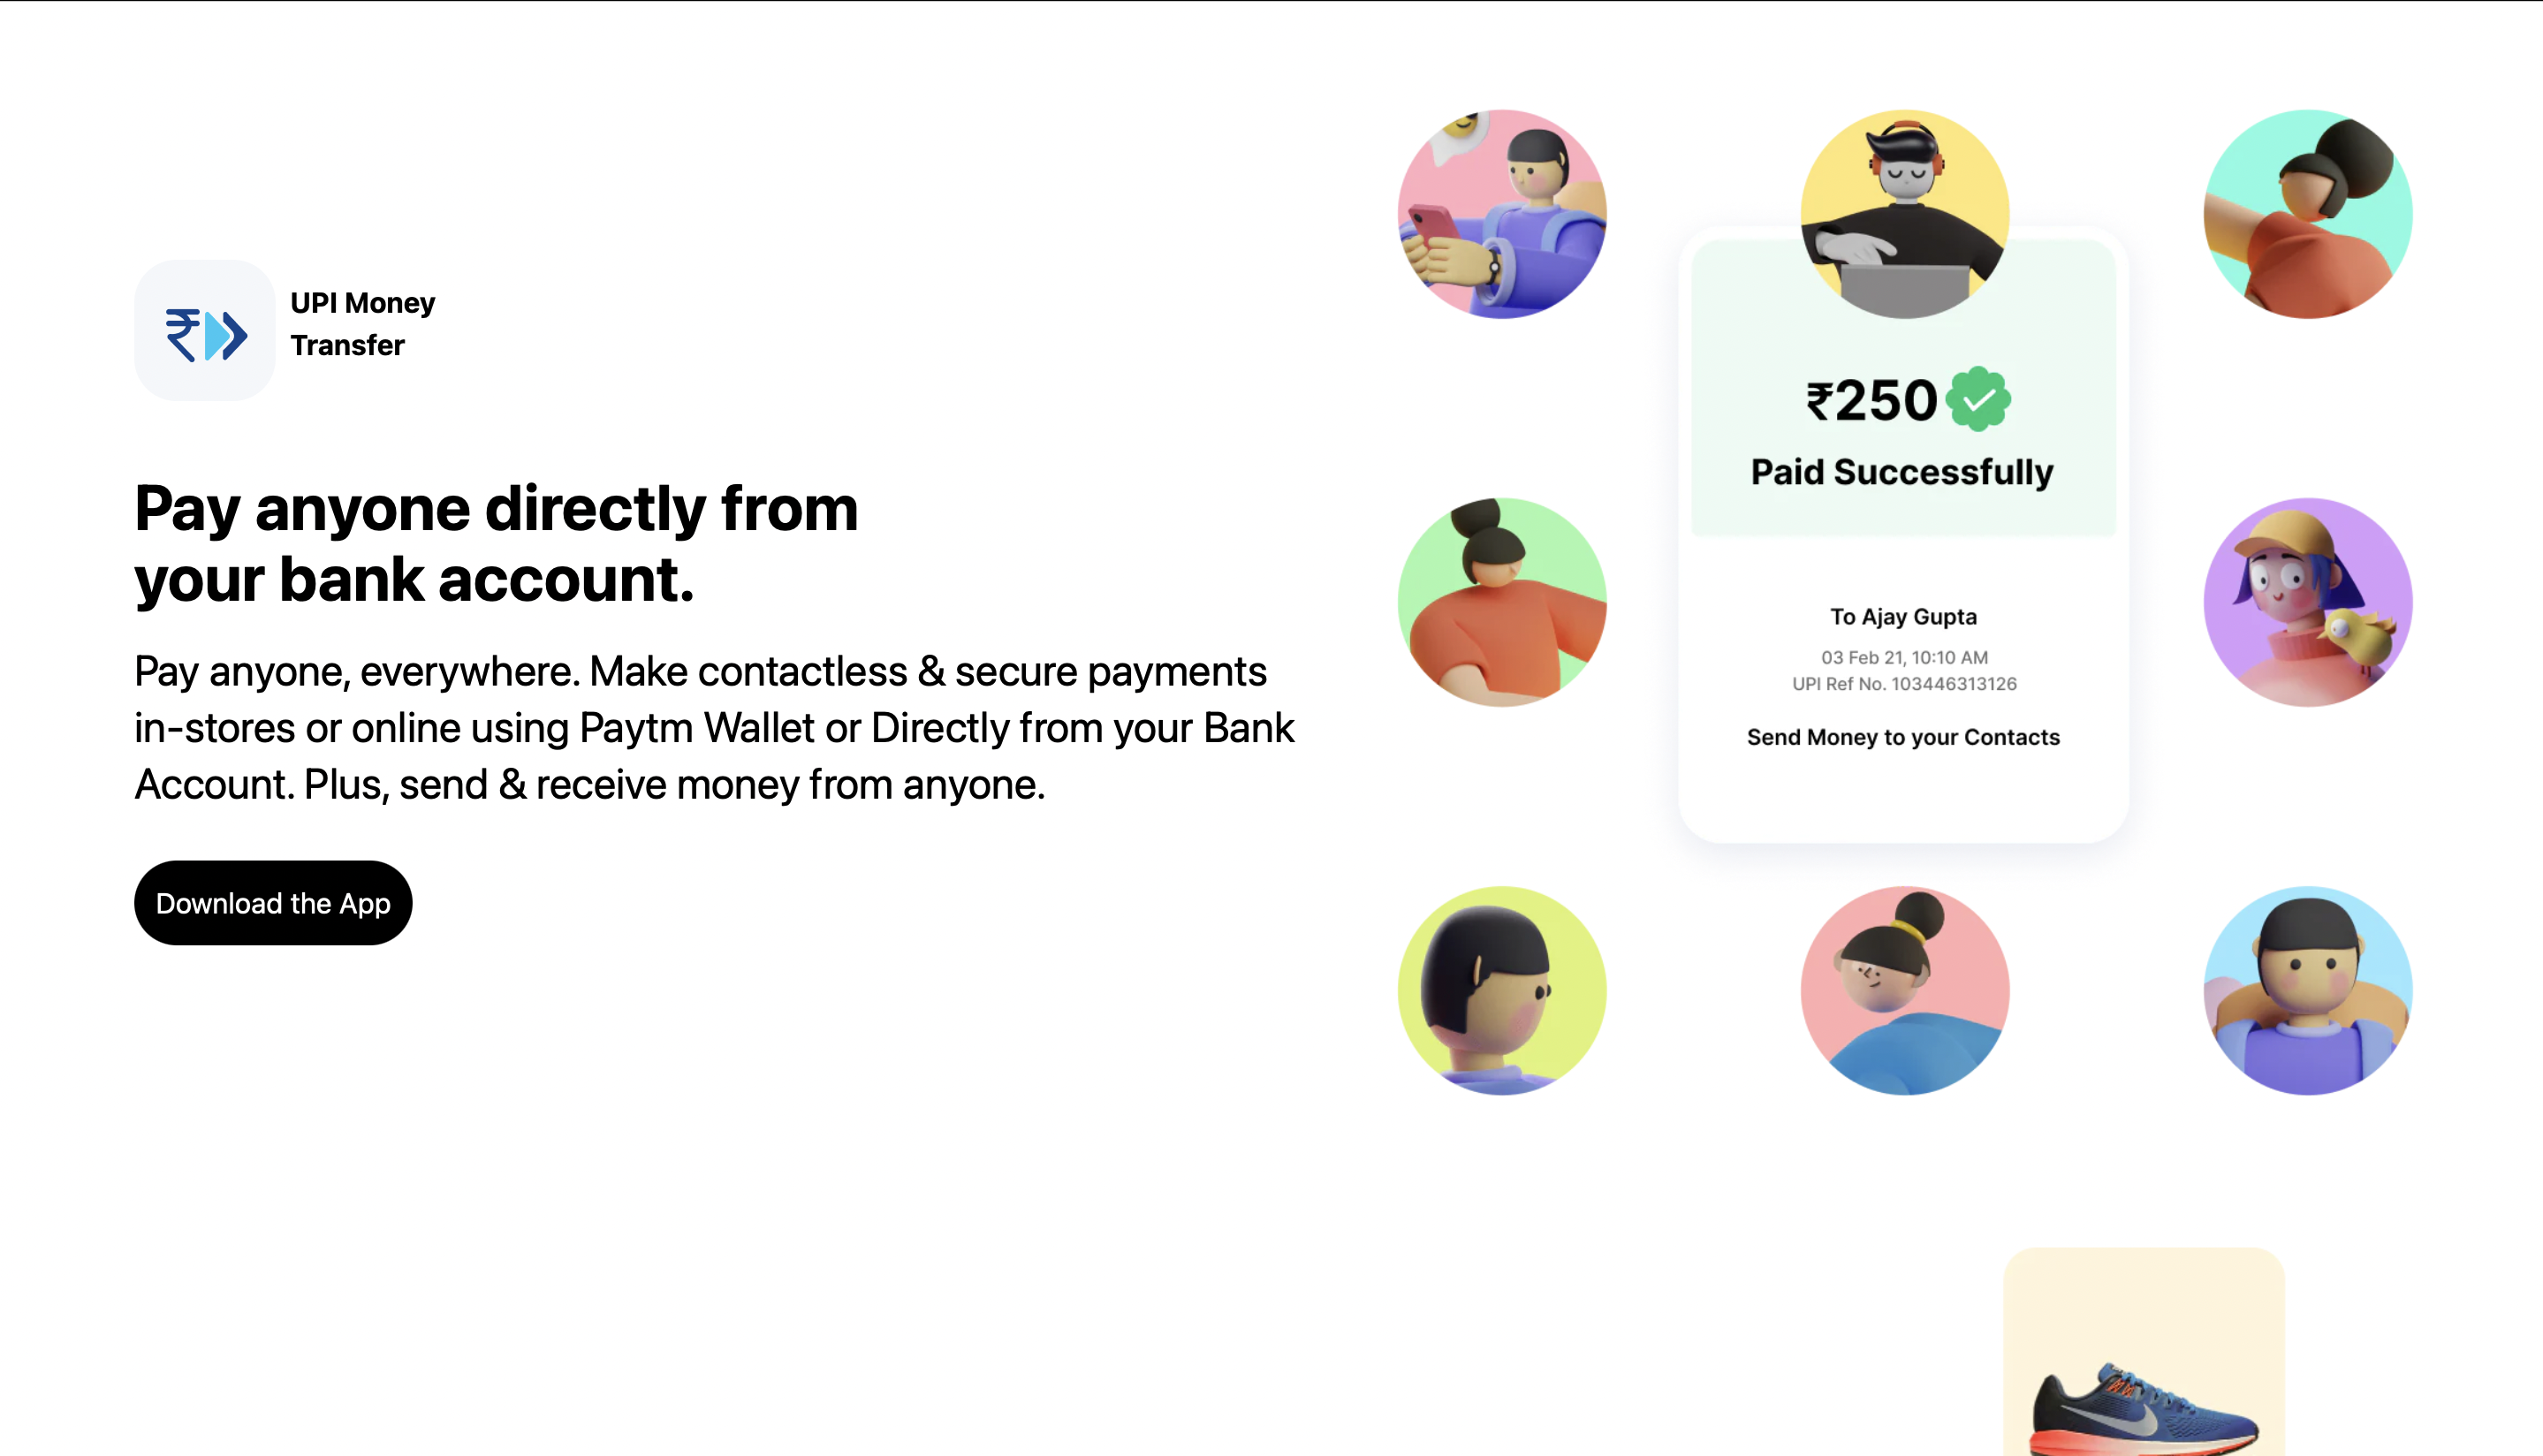 UPI Money
Transfer
Pay anyone directly from
your bank account.
Pay anyone, everywhere. Make contactless & secure payments
in-stores or online using Paytm Wallet or Directly from your Bank
Account. Plus, send & receive money from anyone.
Download the App
₹250
Paid Successfully
To Ajay Gupta
03 Feb 21, 10:10 AM
UPI Ref No. 103446313126
Send Money to your Contacts